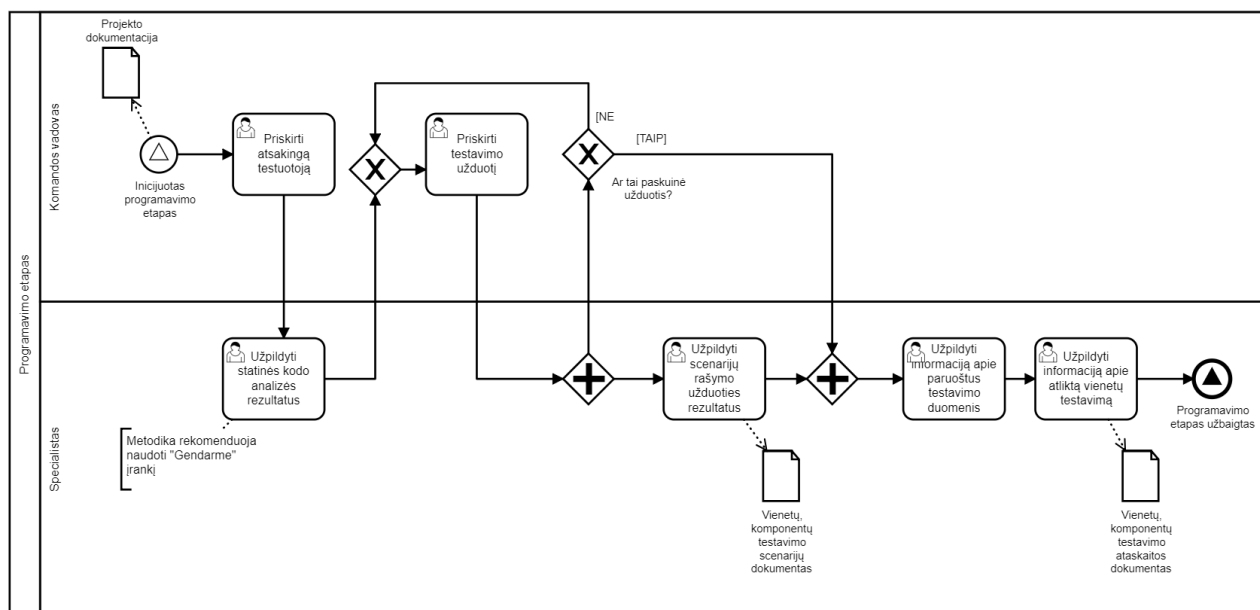 Programavimo etapas
Komandos vadovas
Projekto
dokumentacija
Inicijuotas
programavimo
etapas
Priskirti
atsakingą
testuotoją
X
Priskirti
testavimo
užduotį
X
[NE
[TAIP]
Ar tai paskuinė
užduotis?
Specialistas
Užpildyti
statinės kodo
analizės
rezultatus
Metodika rekomenduoja
naudoti "Gendarme"
įrankį
Užpildyti
scenarijų
rašymo
užduoties
rezultatus
Vienetų,
komponentų
testavimo
scenarijų
dokumentas
Užpildyti
informaciją apie
paruoštus
testavimo
duomenis
Užpildyti
informaciją apie
atliktą vienetų
testavimą
Vienetų,
komponentų
testavimo
ataskaitos
dokumentas
Programavimo
etapas užbaigtas